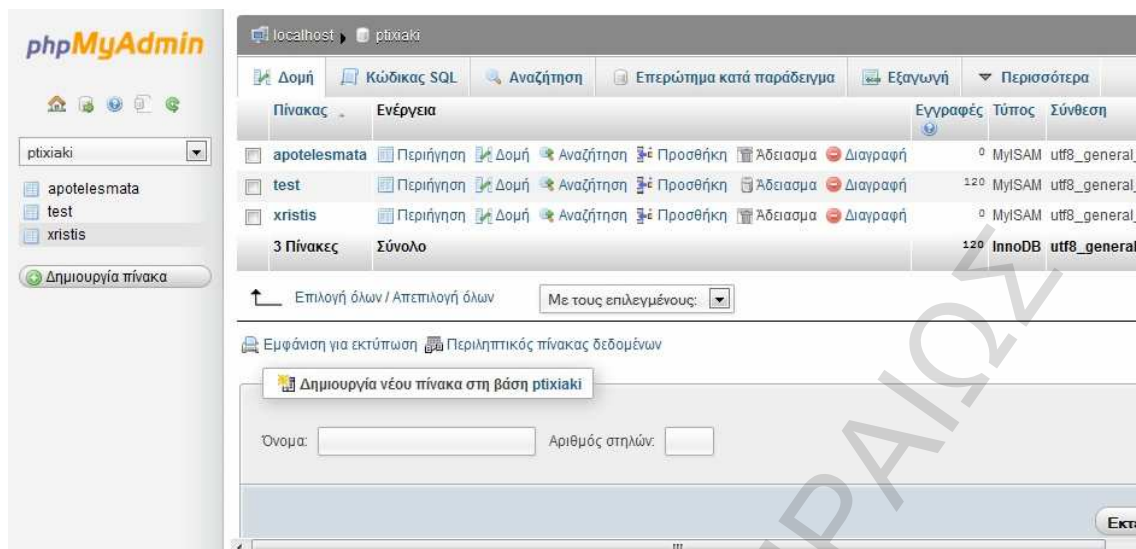 phpMyAdmin
ptixiaki
apotelesmata
test
xristis
Δημιουργία πίνακα
localhost ptixiaki
Δομή Κώδικας SQL Αναζήτηση Επερώτημα κατά παράδειγμα Εξαγωγή Περισσότερα
Πίνακας Ενέργεια Εγγραφές Τύπος Σύνθεση
apotelesmata Περιήγηση Δομή Αναζήτηση Προσθήκη Άδειασμα Διαγραφή 0 MyISAM utf8_general_
test Περιήγηση Δομή Αναζήτηση Προσθήκη Άδειασμα Διαγραφή 120 MyISAM utf8_general_
xristis Περιήγηση Δομή Αναζήτηση Προσθήκη Άδειασμα Διαγραφή 0 MyISAM utf8_general_
3 Πίνακες Σύνολο 120 InnoDB utf8_general
Επιλογή όλων / Απεπιλογή όλων Με τους επιλεγμένους:
Εμφάνιση για εκτύπωση Περιληπτικός πίνακας δεδομένων
Δημιουργία νέου πίνακα στη βάση ptixiaki
Όνομα: Αριθμός στηλών: